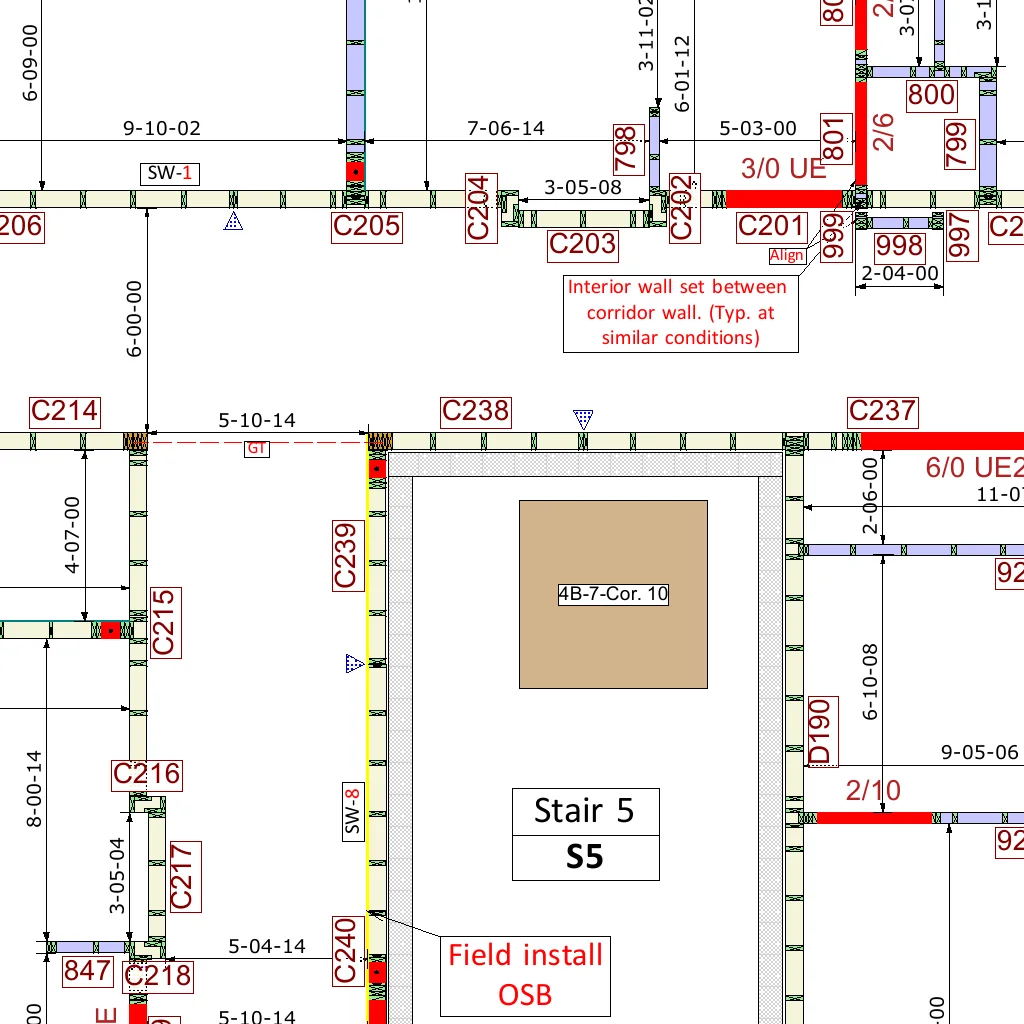 6-09-00
3-11-02
6-01-12
2/6
800
9-10-02
7-06-14
798
5-03-00
801
799
SW-1
3/0 UE
3-05-08
C204
C202
206
C205
C203
C201
999
998
997
Align
2-04-00
Interior wall set between
corridor wall. (Typ. at
similar conditions)
6-00-00
C214
5-10-14
GT
C238
C237
6/0 UE2
2-06-00
4-07-00
C239
4B-7-Cor. 10
C215
6-10-08
D190
9-05-06
C216
2/10
8-00-14
SW-8
Stair 5
S5
3-05-04
C217
C240
5-04-14
Field install
OSB
847
C218
5-10-14